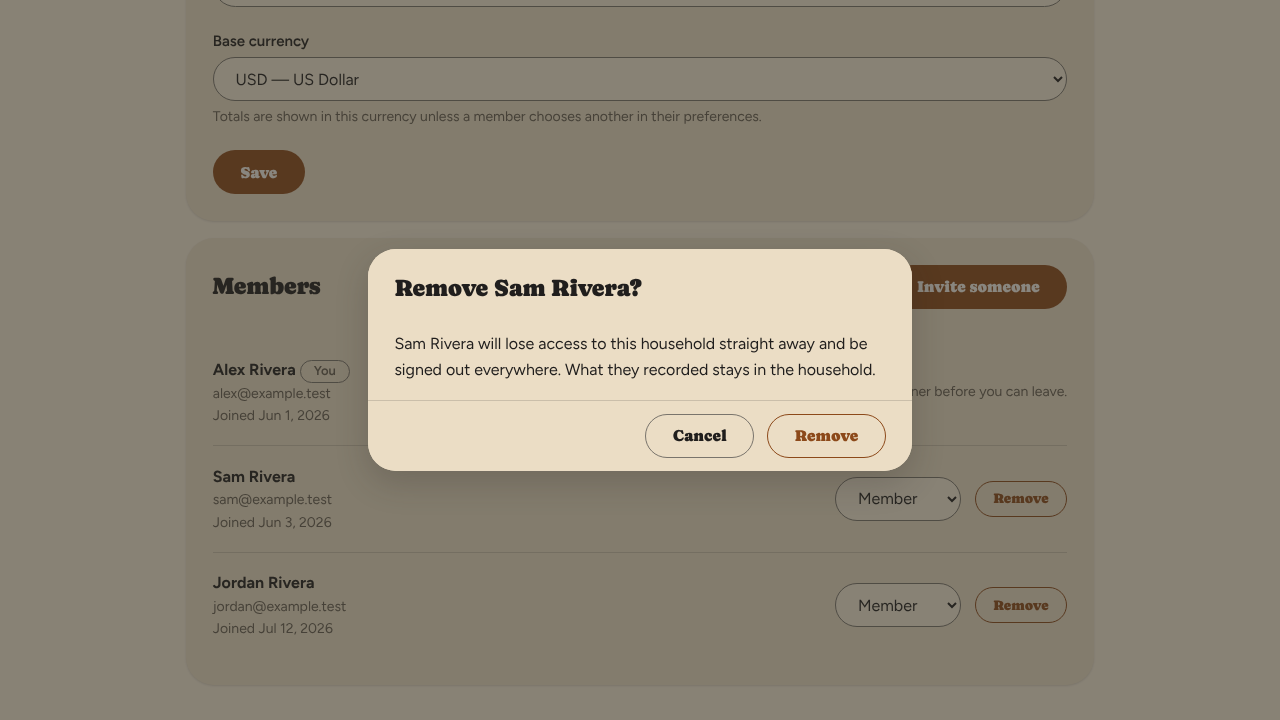 Base currency
USD — US Dollar
Totals are shown in this currency unless a member chooses another in their preferences.
Save
Members
Invite someone
Remove Sam Rivera?
Sam Rivera will lose access to this household straight away and be
signed out everywhere. What they recorded stays in the household.
Cancel
Remove
Alex Rivera You
alex@example.test
before you can leave.
Joined Jun 1, 2026
Sam Rivera
sam@example.test
Joined Jun 3, 2026
Member
Remove
Jordan Rivera
jordan@example.test
Joined Jul 12, 2026
Member
Remove